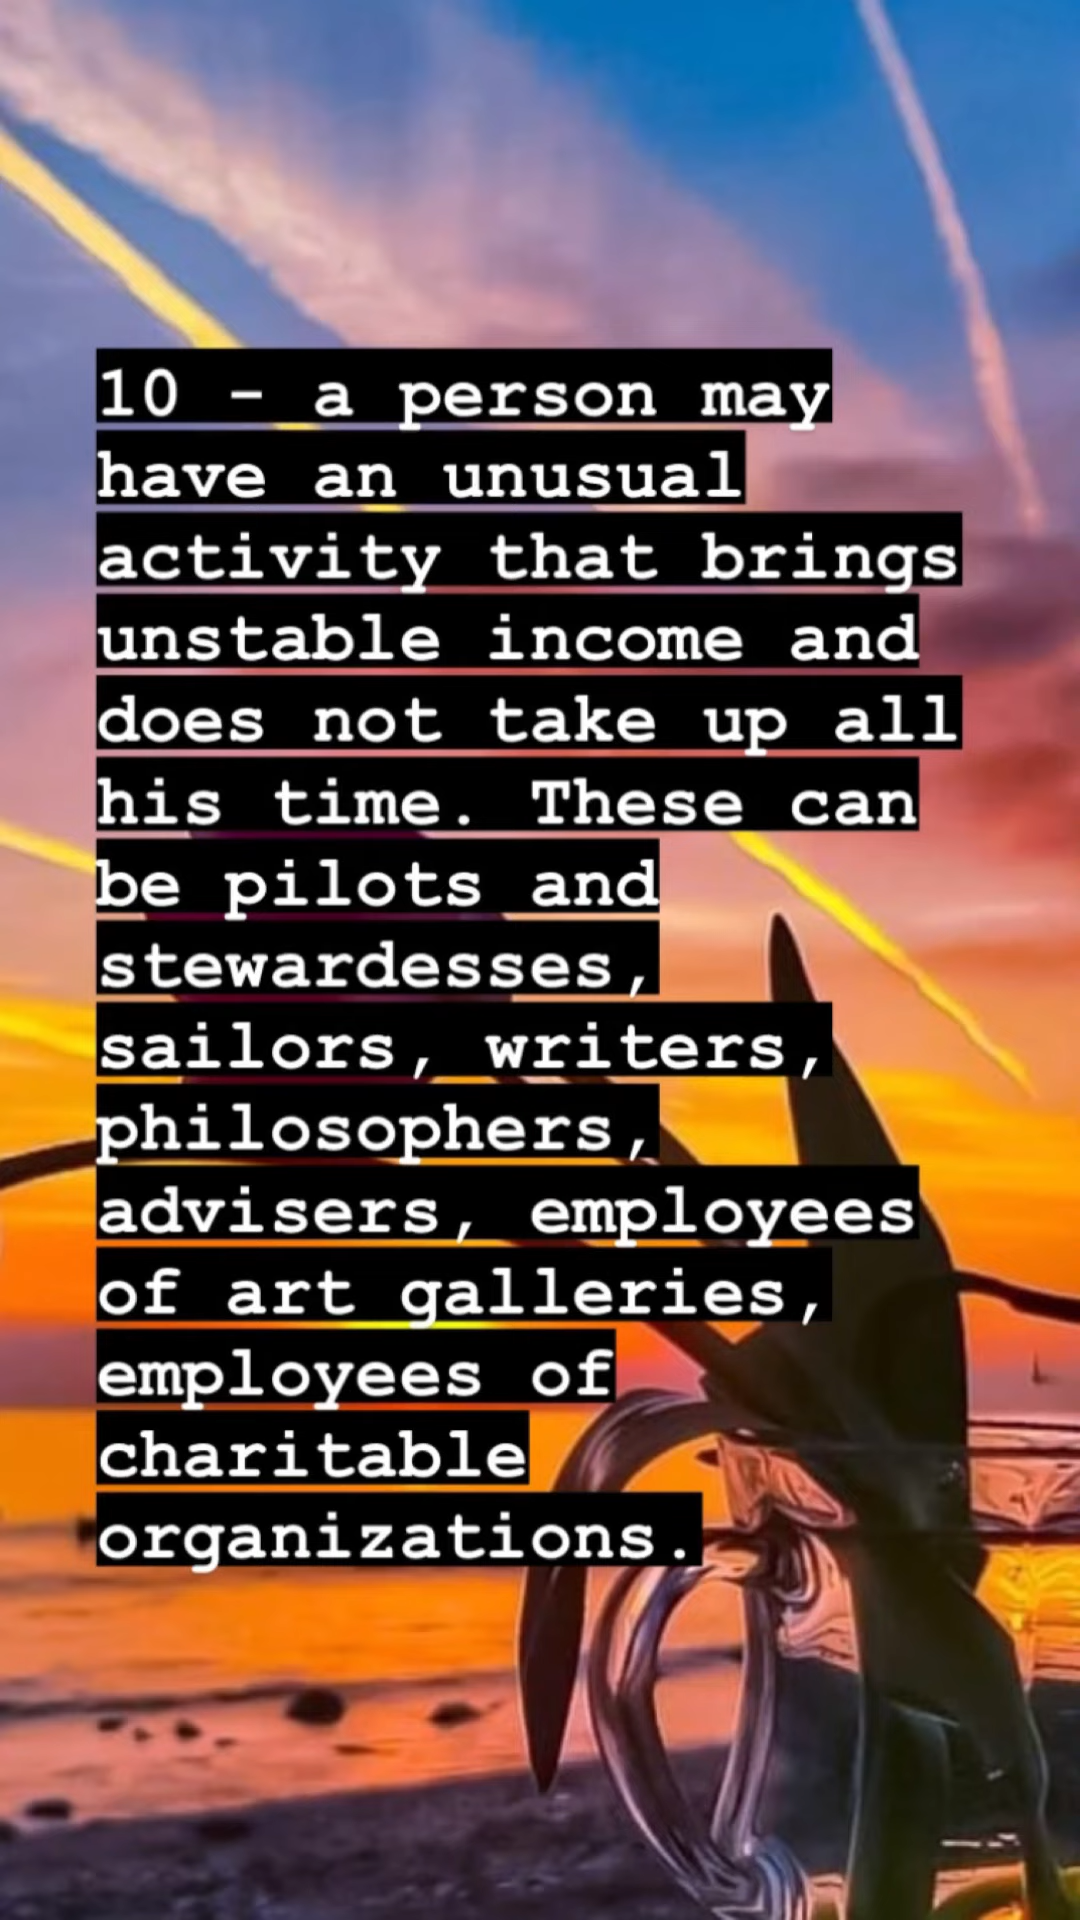 10 - a person may
have an unusual
activity that brings
unstable income and
does not take up all
his time. These can
be pilots and
stewardesses,
sailors, writers,
philosophers,
advisers, employees
of art galleries,
employees of
charitable
organizations.